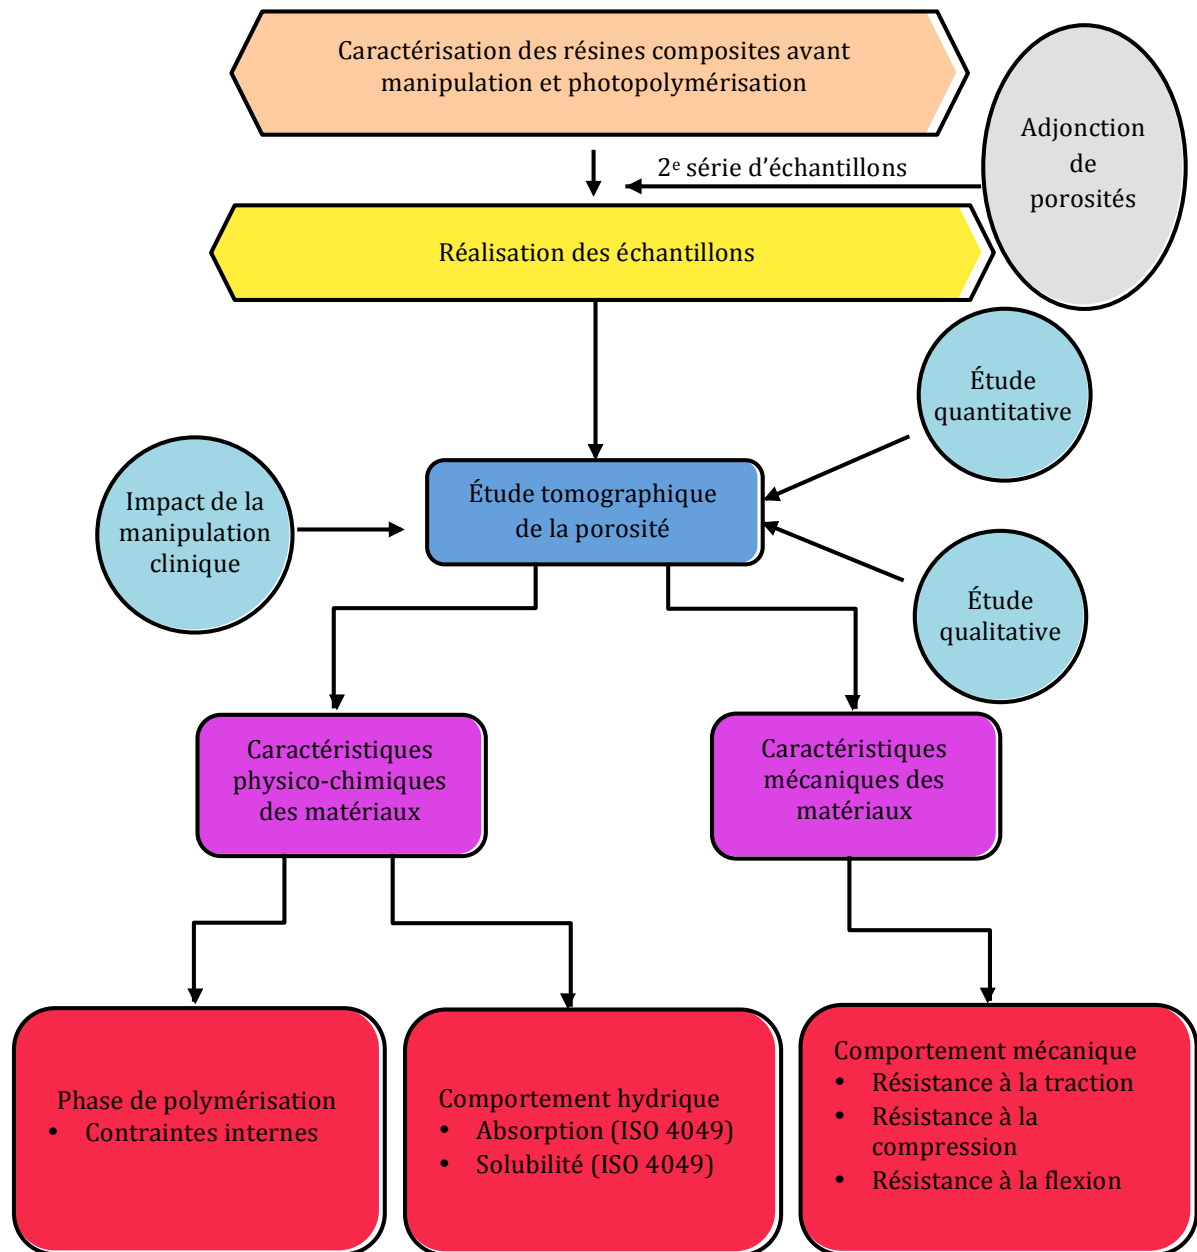 Caractérisation des résines composites avant
manipulation et photopolymérisation
Adjonction
de
porosités
2e série d’échantillons
Réalisation des échantillons
Étude
quantitative
Impact de la
manipulation
clinique
Étude tomographique
de la porosité
Étude
qualitative
Caractéristiques
physico-chimiques
des matériaux
Caractéristiques
mécaniques des
matériaux
Phase de polymérisation
• Contraintes internes
Comportement hydrique
• Absorption (ISO 4049)
• Solubilité (ISO 4049)
Comportement mécanique
• Résistance à la traction
• Résistance à la
compression
• Résistance à la flexion